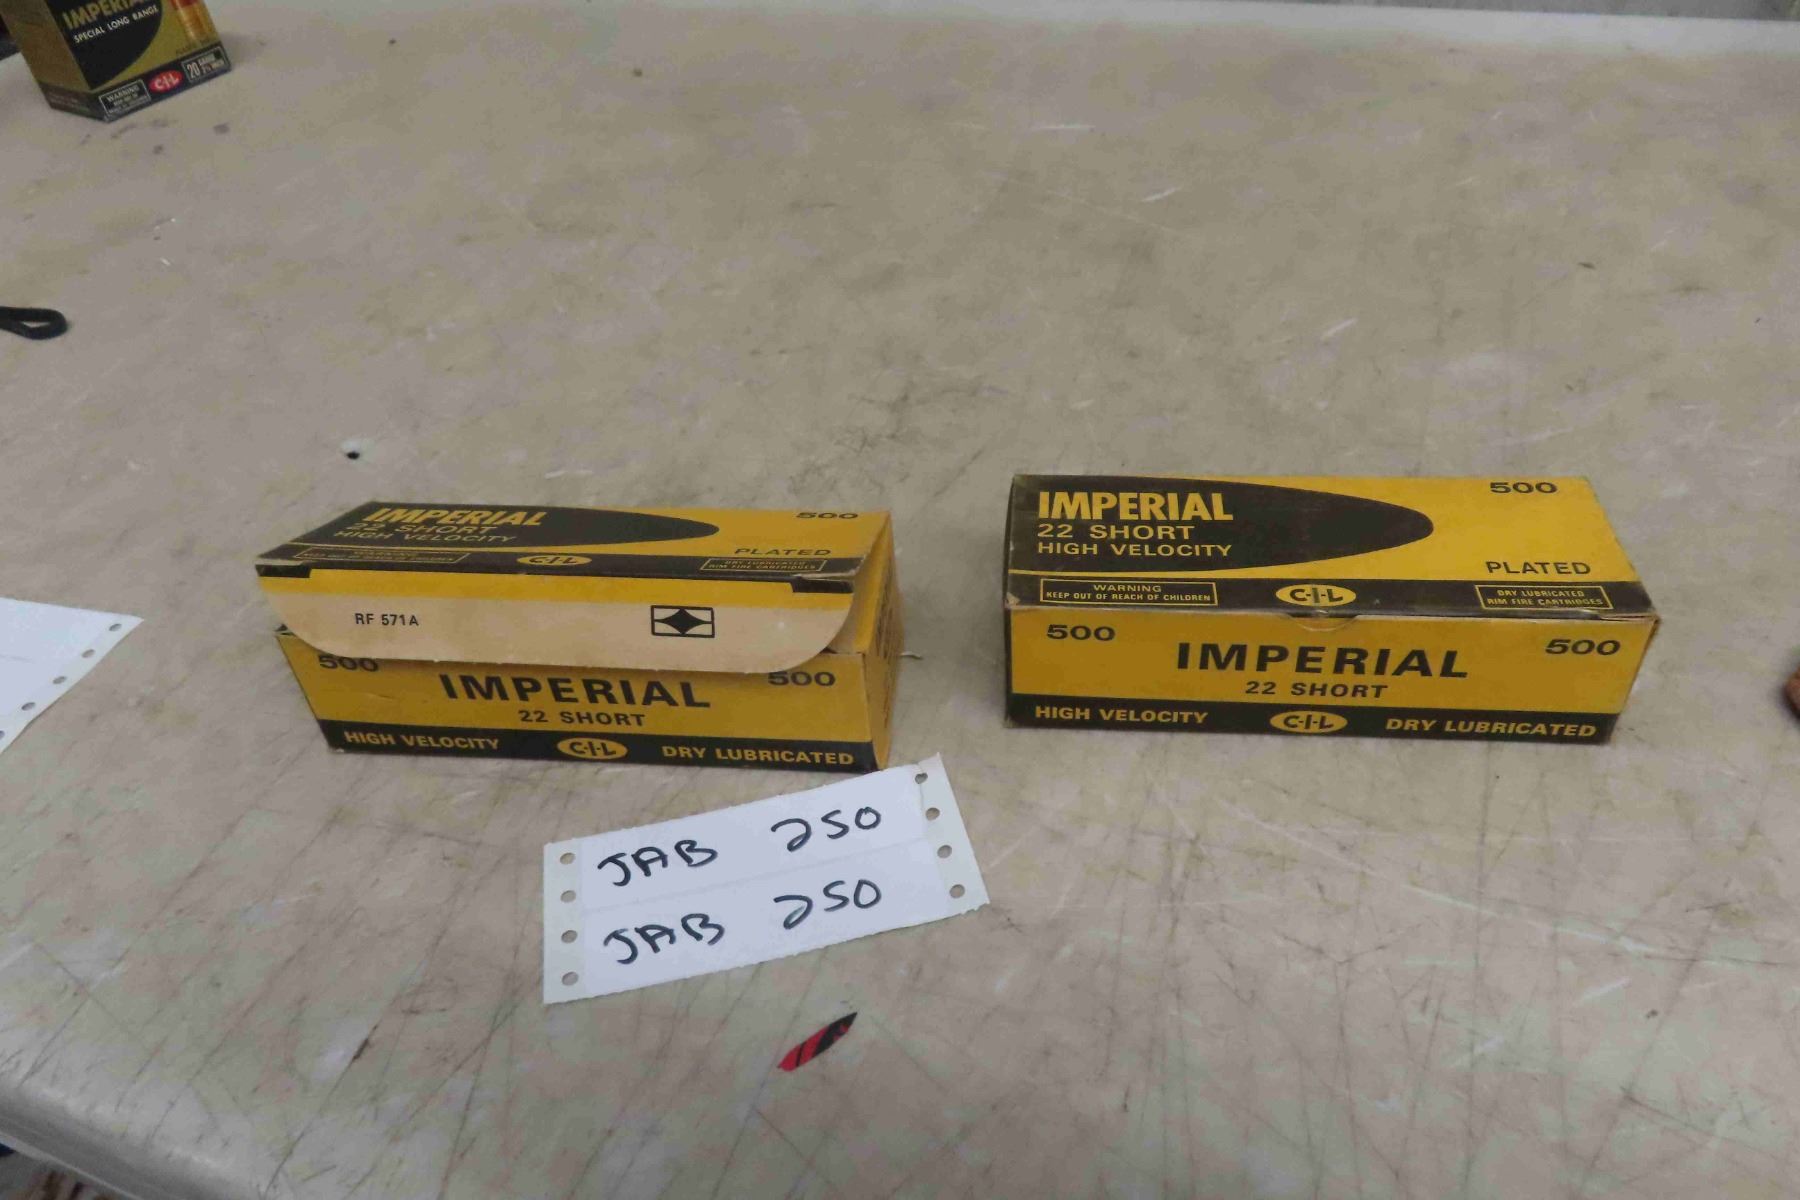 IMPERIAL
SPECIAL LONG RANGE
WARNING
C-I-L
20 GAUGE
IMPERIAL
22 SHORT
HIGH VELOCITY
500
PLATED
C-I-L
DRY LUBRICATED
RIM FIRE CARTRIDGES
RF 571A
500
500
IMPERIAL
22 SHORT
HIGH VELOCITY
C-I-L
DRY LUBRICATED
IMPERIAL
22 SHORT
HIGH VELOCITY
500
PLATED
WARNING
KEEP OUT OF REACH OF CHILDREN
C-I-L
DRY LUBRICATED
RIM FIRE CARTRIDGES
500
500
IMPERIAL
22 SHORT
HIGH VELOCITY
C-I-L
DRY LUBRICATED
JAB 250
JAB 250